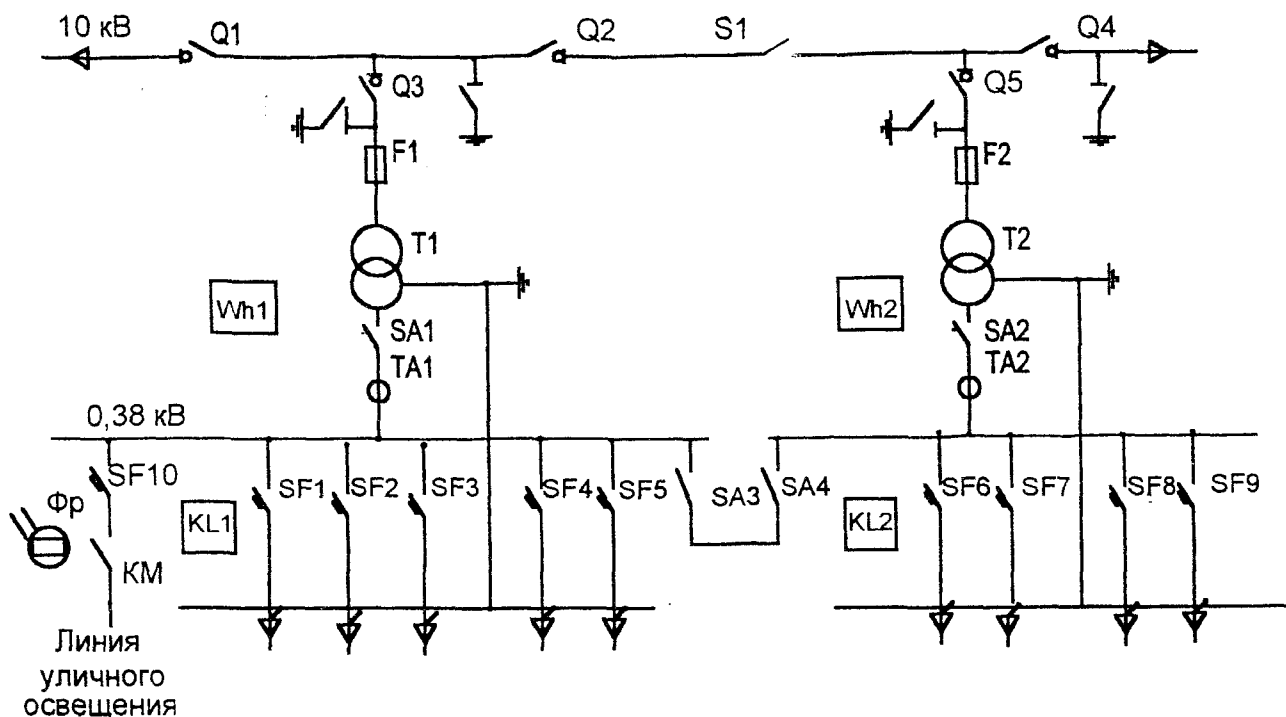 10 кВ
Q1
Q2
S1
Q4
Q3
Q5
F1
F2
T1
T2
Wh1
Wh2
SA1
SA2
TA1
TA2
0,38 кВ
SF10
SF1
SF2
SF3
SF4
SF5
SA3
SA4
SF6
SF7
SF8
SF9
Фр
KL1
KL2
КМ
Линия
уличного
освещения